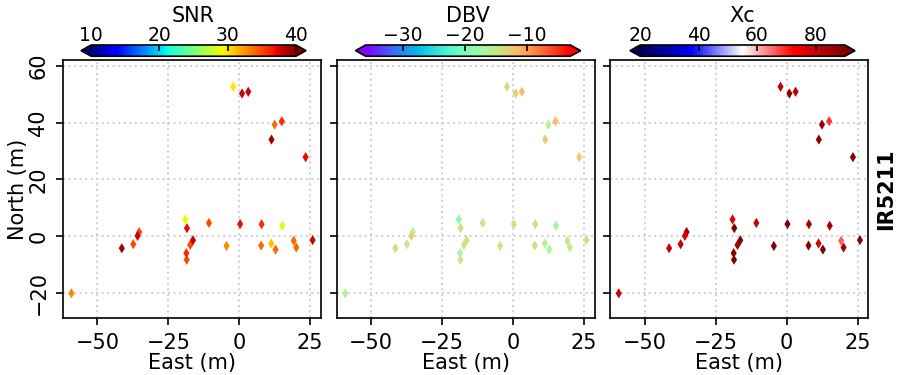 SNR DBV Xc
10 20 30 40 −30 −20 −10 20 40 60 80
60
40
20
0
−20
North (m)
IR5211
−50 −25 0 25 −50 −25 0 25 −50 −25 0 25
East (m) East (m) East (m)